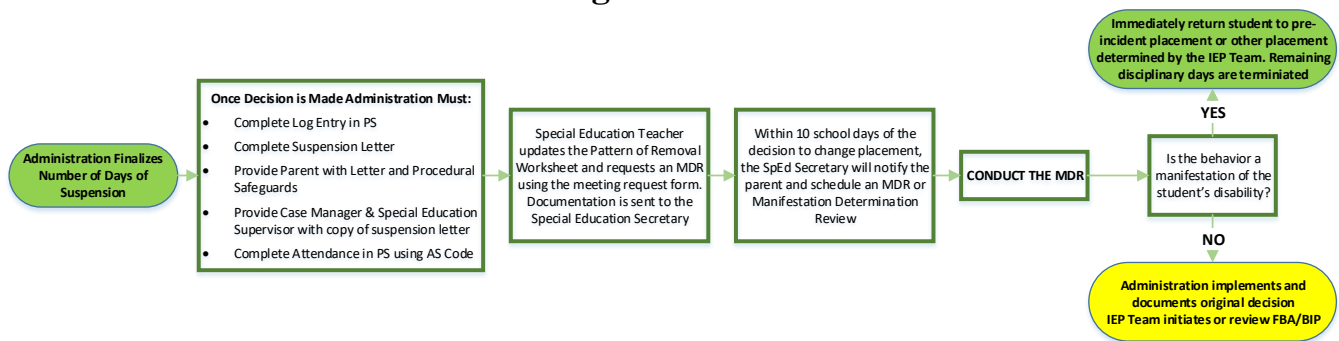 Administration Finalizes
Number of Days of
Suspension
Once Decision is Made Administration Must:
• Complete Log Entry in PS
• Complete Suspension Letter
• Provide Parent with Letter and Procedural
Safeguards
• Provide Case Manager & Special Education
Supervisor with copy of suspension letter
• Complete Attendance in PS using AS Code
Special Education Teacher
updates the Pattern of Removal
Worksheet and requests an MDR
using the meeting request form.
Documentation is sent to the
Special Education Secretary
Within 10 school days of the
decision to change placement,
the SpEd Secretary will notify the
parent and schedule an MDR or
Manifestation Determination
Review
CONDUCT THE MDR
Is the behavior a
manifestation of the
student's disability?
YES
Immediately return student to pre-
incident placement or other placement
determined by the IEP Team. Remaining
disciplinary days are terminiated
NO
Administration implements and
documents original decision
IEP Team initiates or review FBA/BIP